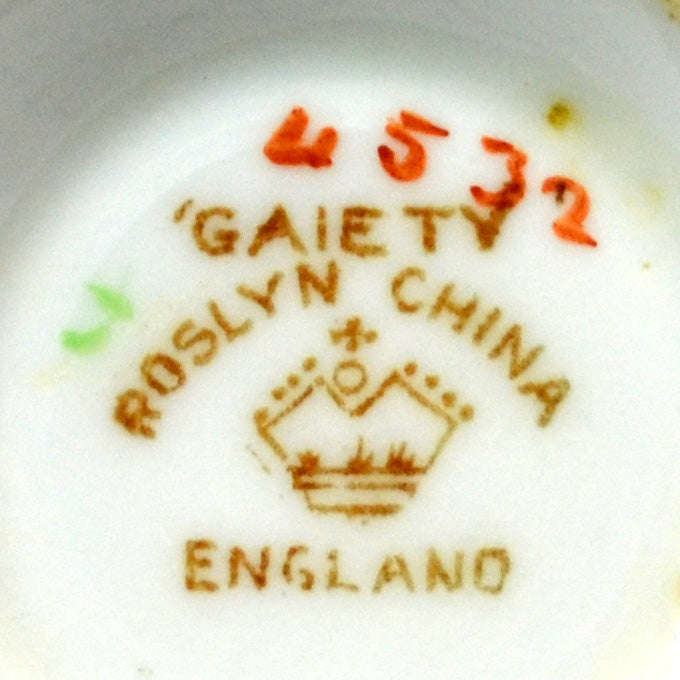 4532
'GAIETY
ROSLYN CHINA
ENGLAND